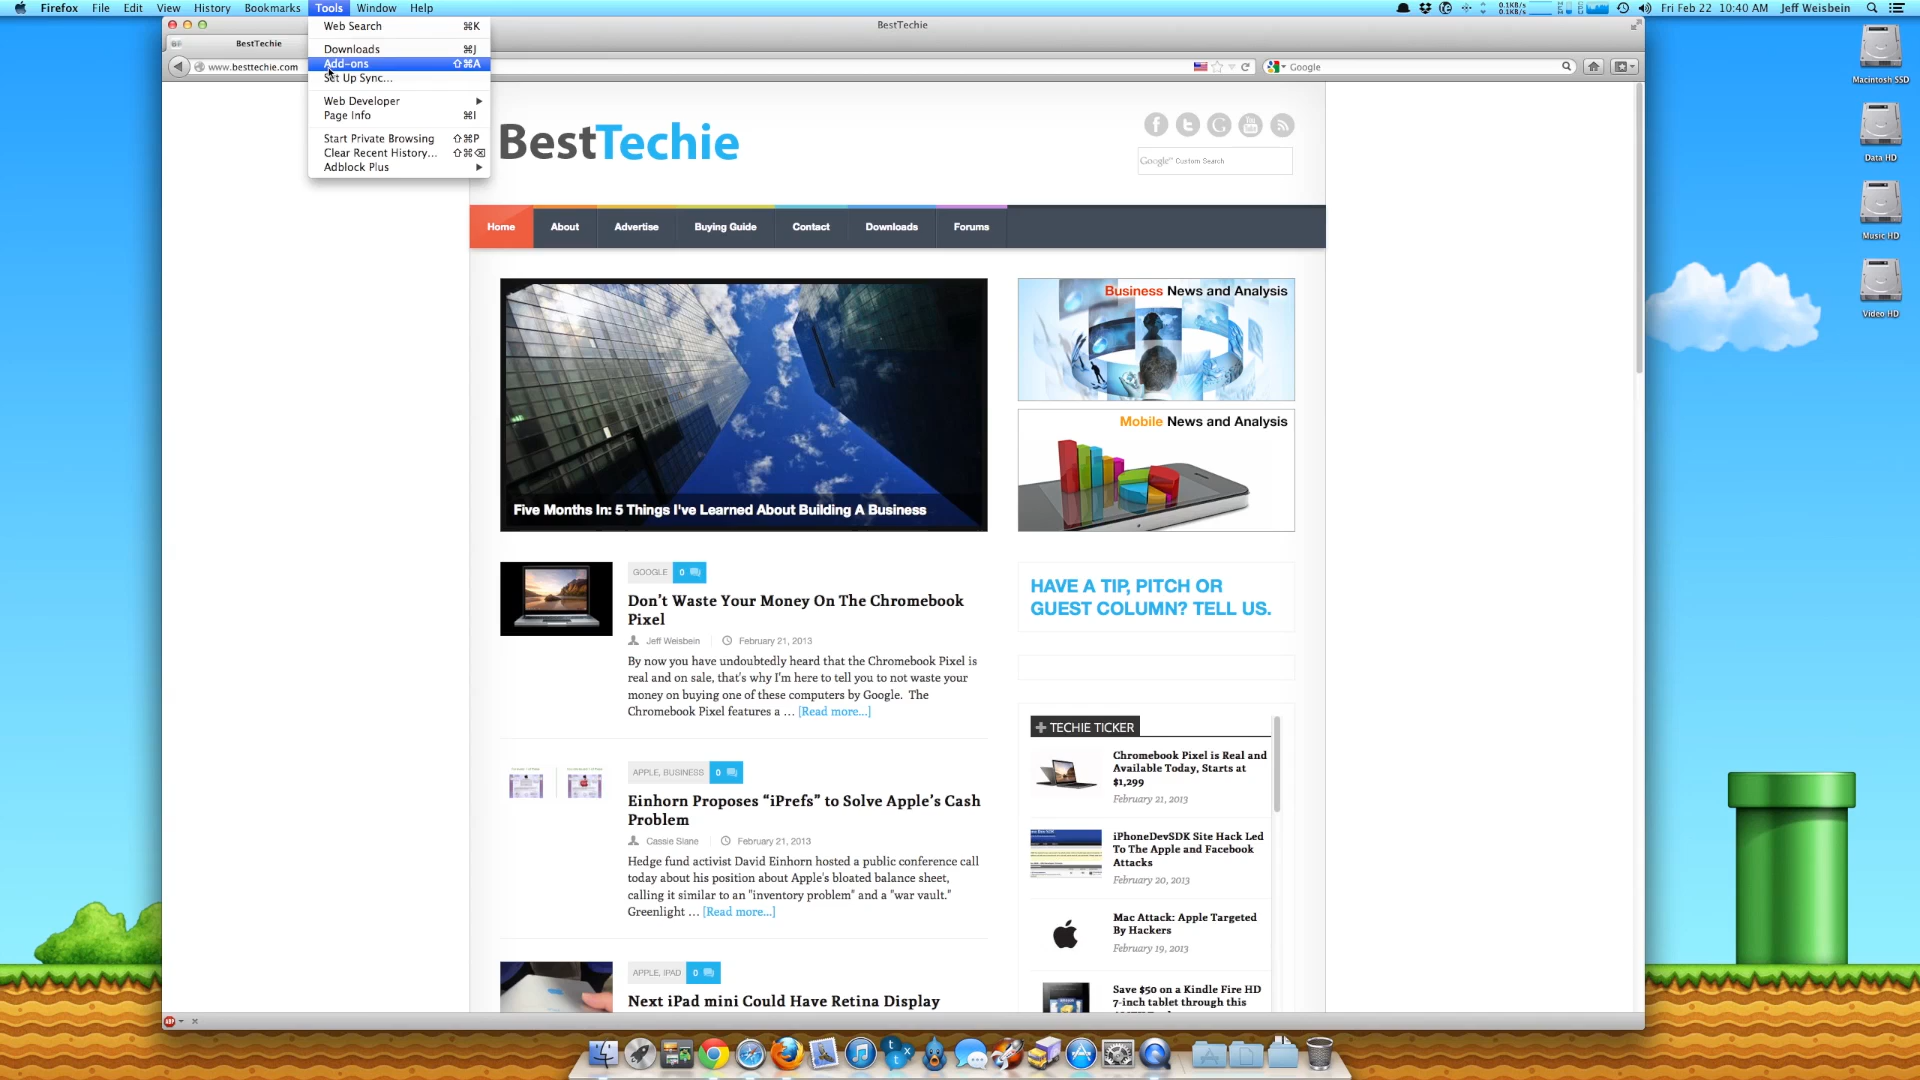 Firefox File Edit View History Bookmarks Tools Window Help
0.1KB/s
0.1KB/s
Fri Feb 22 10:40 AM Jeff Weisbein
BestTechie
BestTechie
www.besttechie.com
Google
Web Search ⌘K
Downloads ⌘J
Add-ons ⇧⌘A
Set Up Sync...
Web Developer
Page Info ⌘I
Start Private Browsing ⇧⌘P
Clear Recent History... ⇧⌘⌫
Adblock Plus
Macintosh SSD
Data HD
Music HD
Video HD
BestTechie
Google™ Custom Search
Home About Advertise Buying Guide Contact Downloads Forums
Five Months In: 5 Things I've Learned About Building A Business
Business News and Analysis
Mobile News and Analysis
GOOGLE 0
Don't Waste Your Money On The Chromebook
Pixel
Jeff Weisbein February 21, 2013
By now you have undoubtedly heard that the Chromebook Pixel is
real and on sale, that's why I'm here to tell you to not waste your
money on buying one of these computers by Google. The
Chromebook Pixel features a … [Read more...]
APPLE, BUSINESS 0
Einhorn Proposes “iPrefs” to Solve Apple's Cash
Problem
Cassie Slane February 21, 2013
Hedge fund activist David Einhorn hosted a public conference call
today about his position about Apple's bloated balance sheet,
calling it similar to an "inventory problem" and a "war vault."
Greenlight … [Read more...]
APPLE, IPAD 0
Next iPad mini Could Have Retina Display
HAVE A TIP, PITCH OR
GUEST COLUMN? TELL US.
TECHIE TICKER
Chromebook Pixel is Real and
Available Today, Starts at
$1,299
February 21, 2013
iPhoneDevSDK Site Hack Led
To The Apple and Facebook
Attacks
February 20, 2013
Mac Attack: Apple Targeted
By Hackers
February 19, 2013
Save $50 on a Kindle Fire HD
7-inch tablet through this